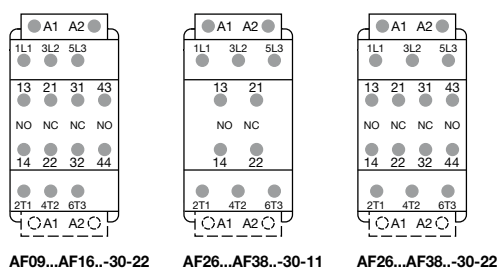 A1 A2
1L1 3L2 5L3
13 21 31 43
NO NC NC NO
14 22 32 44
2T1 4T2 6T3
A1 A2
AF09...AF16..-30-22
A1 A2
1L1 3L2 5L3
13 21
NO NC
14 22
2T1 4T2 6T3
A1 A2
AF26...AF38..-30-11
A1 A2
1L1 3L2 5L3
13 21 31 43
NO NC NC NO
14 22 32 44
2T1 4T2 6T3
A1 A2
AF26...AF38..-30-22